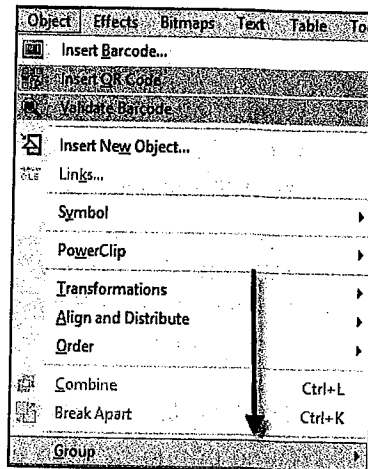 Object Effects Bitmaps Text Table To
Insert Barcode...
Insert QR Code
Validate Barcode
Insert New Object...
Links...
Symbol
PowerClip
Transformations
Align and Distribute
Order
Combine Ctrl+L
Break Apart Ctrl+K
Group